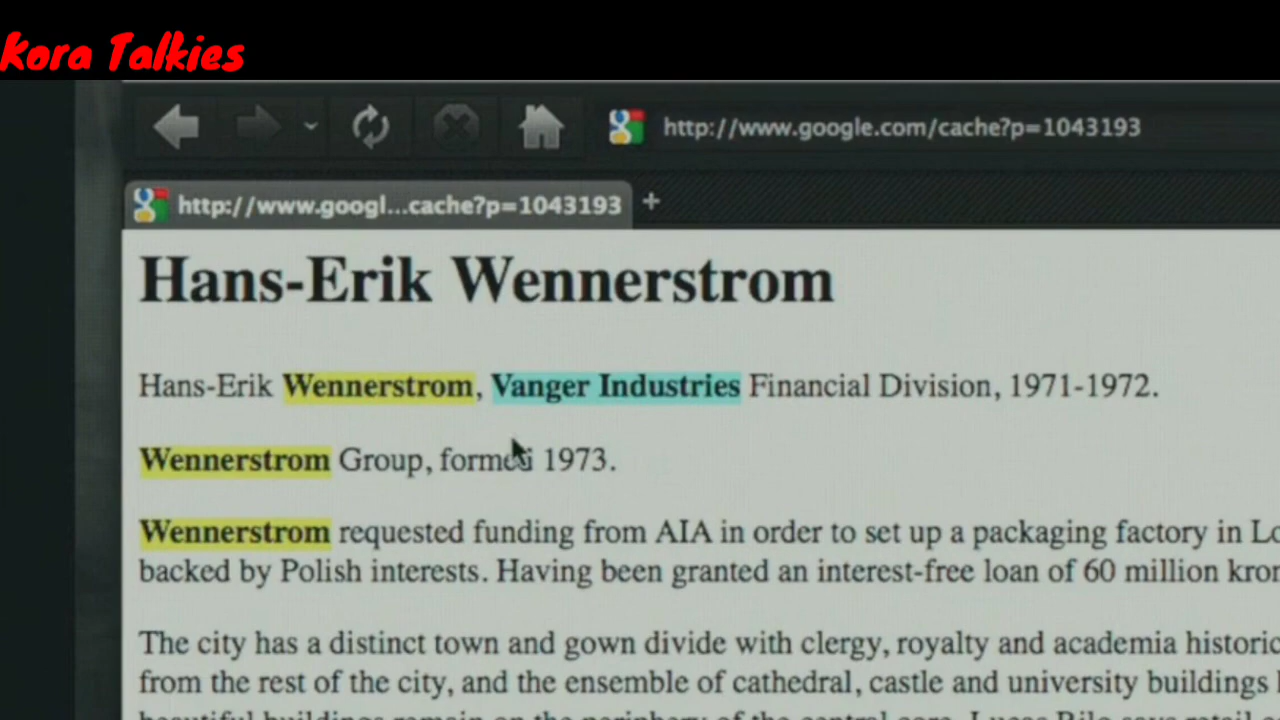 Kora Talkies
http://www.google.com/cache?p=1043193
http://www.googl...cache?p=1043193
Hans-Erik Wennerstrom
Hans-Erik Wennerstrom, Vanger Industries Financial Division, 1971-1972.
Wennerstrom Group, formed 1973.
Wennerstrom requested funding from AIA in order to set up a packaging factory in
backed by Polish interests. Having been granted an interest-free loan of 60 million
The city has a distinct town and gown divide with clergy, royalty and academia
from the rest of the city, and the ensemble of cathedral, castle and university buildings